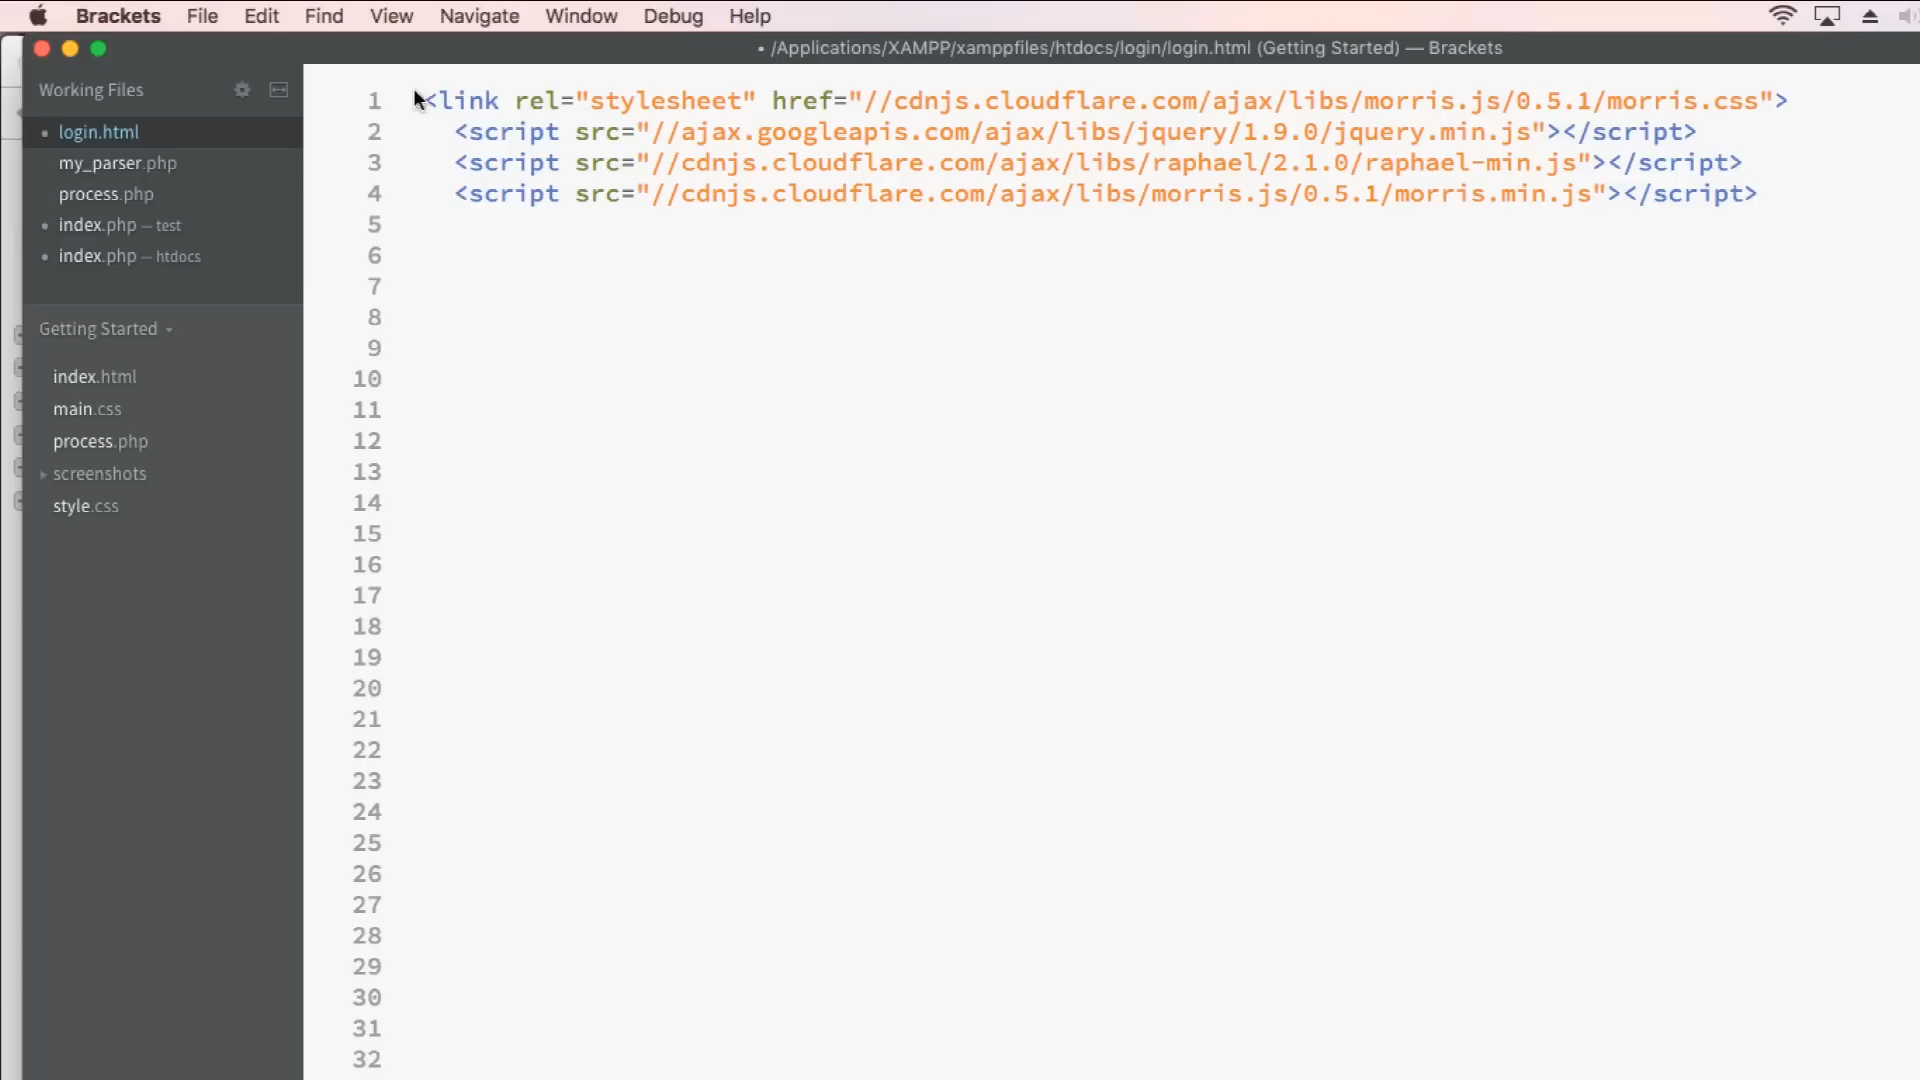 Brackets File Edit Find View Navigate Window Debug Help
• /Applications/XAMPP/xamppfiles/htdocs/login/login.html (Getting Started) — Brackets
Working Files
• login.html
my_parser.php
process.php
• index.php — test
• index.php — htdocs
Getting Started
index.html
main.css
process.php
screenshots
style.css
1 <link rel="stylesheet" href="//cdnjs.cloudflare.com/ajax/libs/morris.js/0.5.1/morris.css">
2 <script src="//ajax.googleapis.com/ajax/libs/jquery/1.9.0/jquery.min.js"></script>
3 <script src="//cdnjs.cloudflare.com/ajax/libs/raphael/2.1.0/raphael-min.js"></script>
4 <script src="//cdnjs.cloudflare.com/ajax/libs/morris.js/0.5.1/morris.min.js"></script>
5
6
7
8
9
10
11
12
13
14
15
16
17
18
19
20
21
22
23
24
25
26
27
28
29
30
31
32